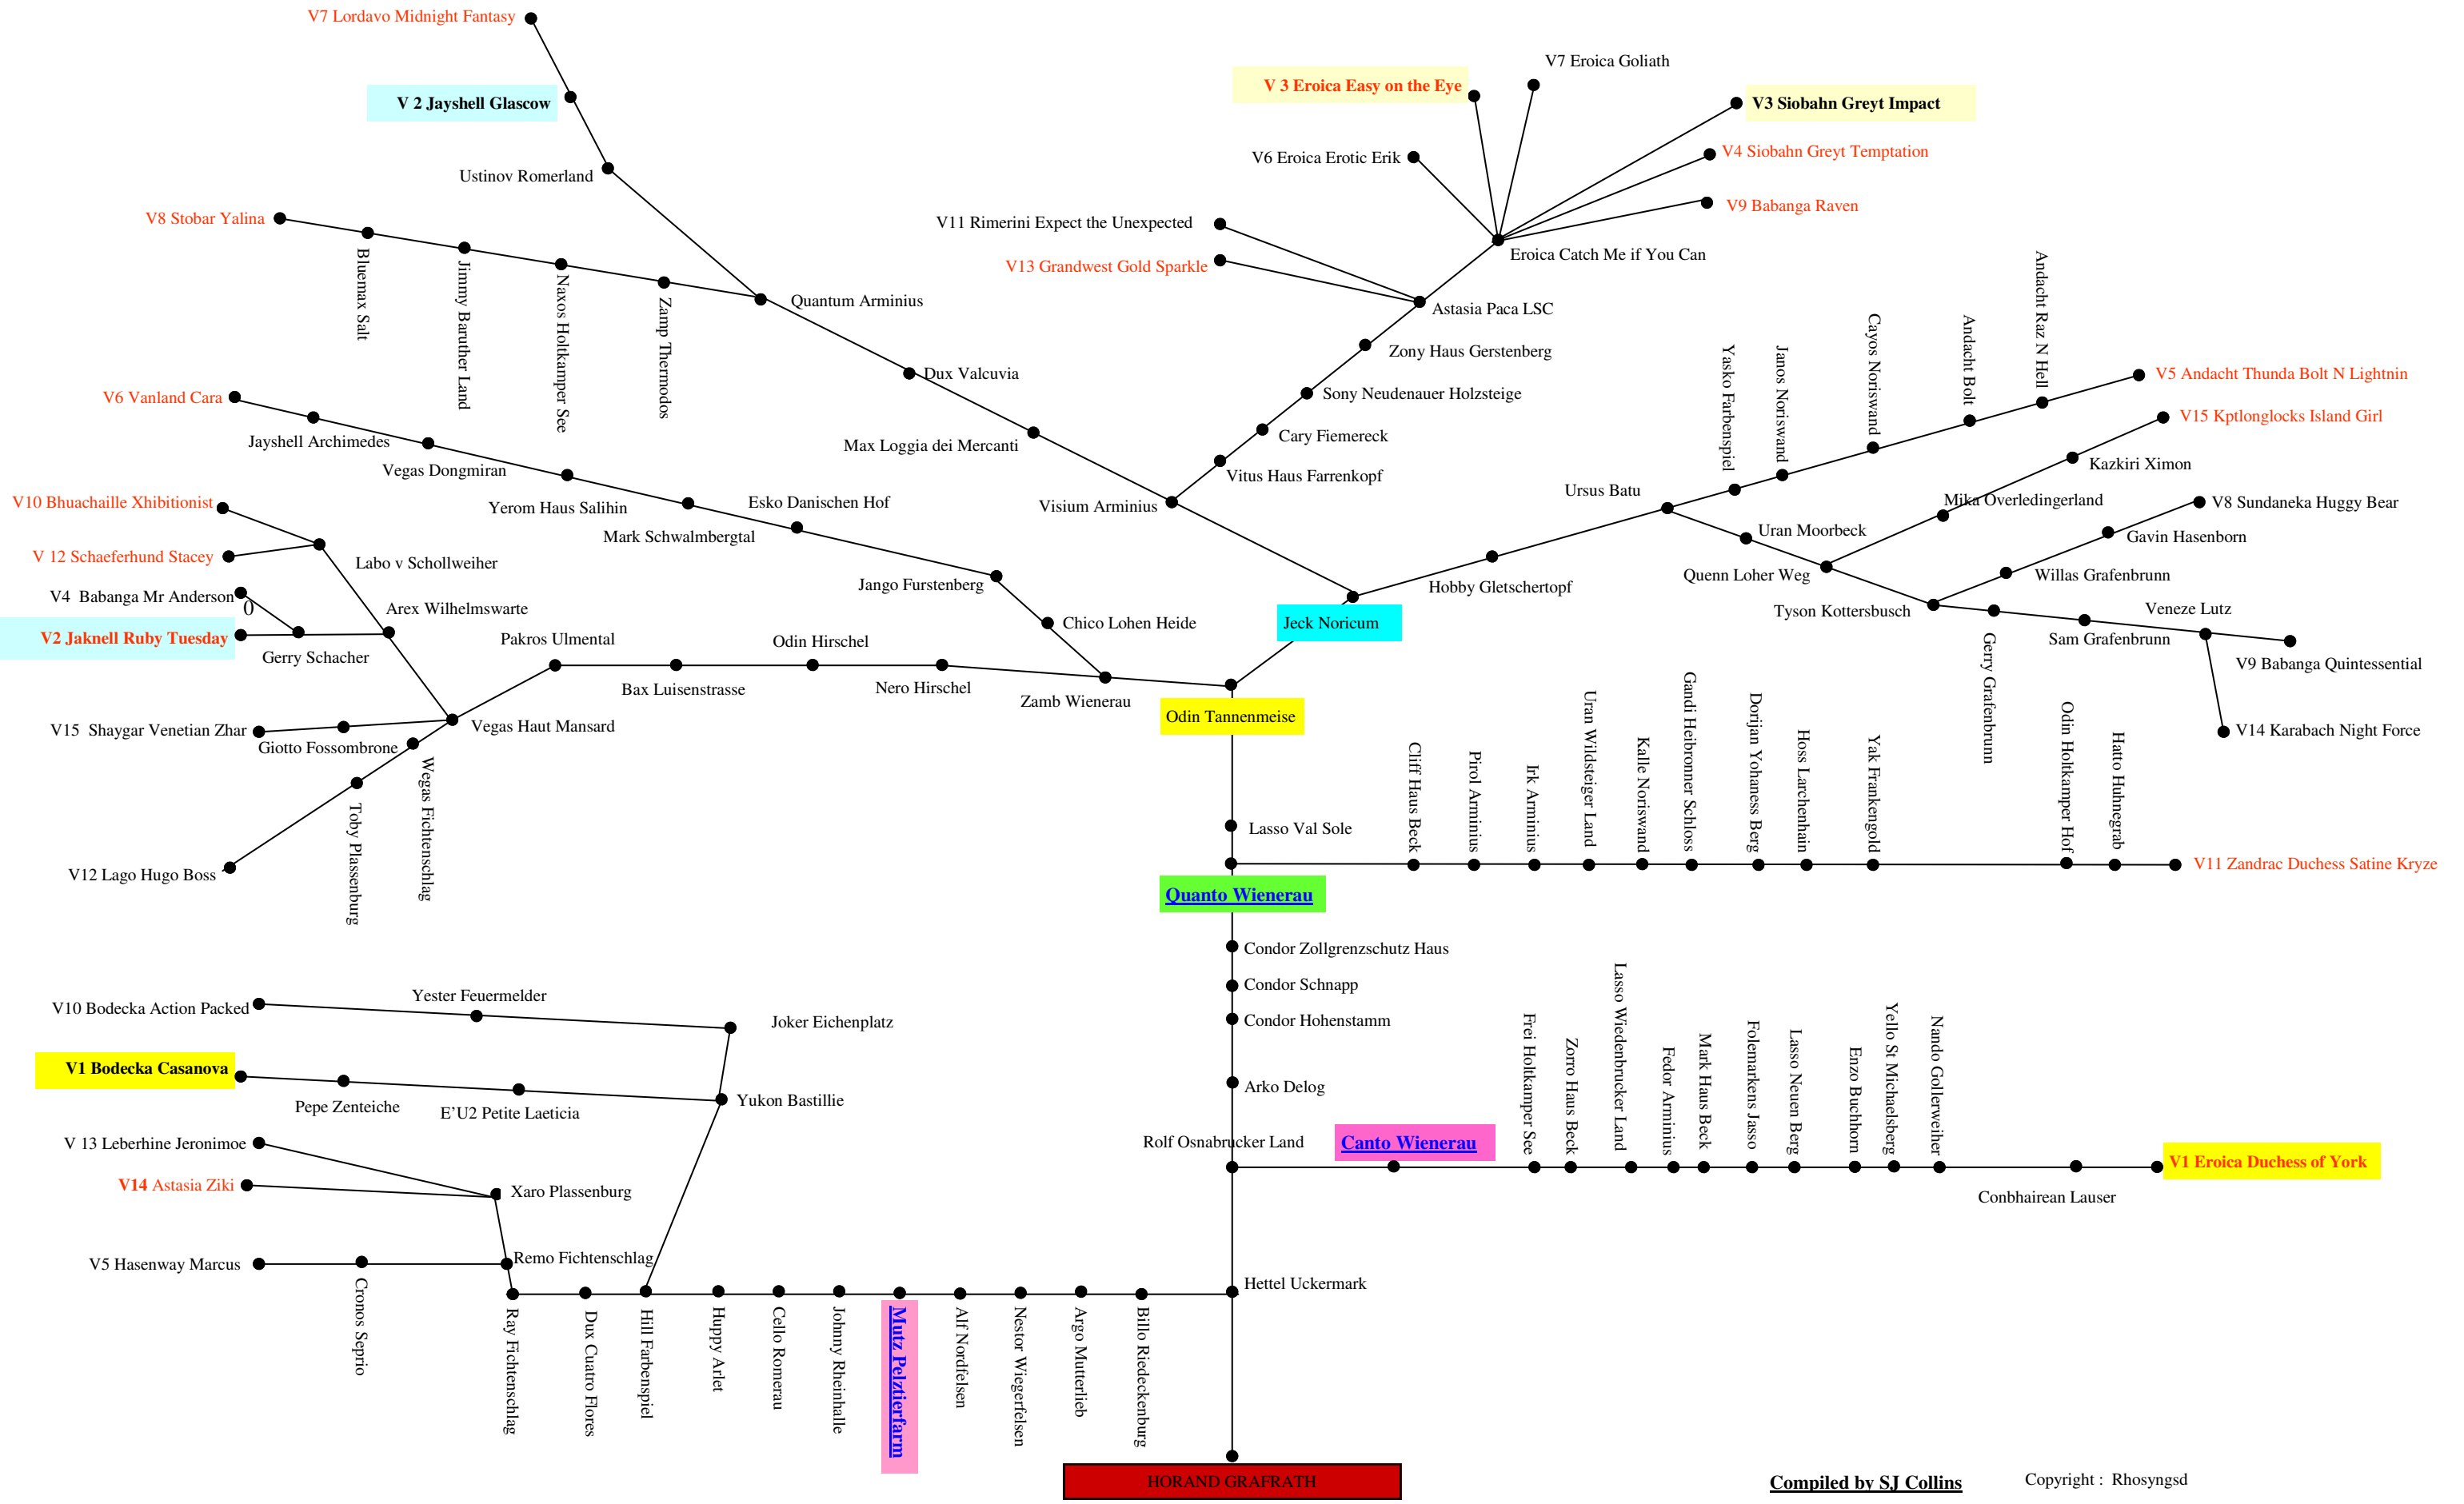 V7 Lordavo Midnight Fantasy
V7 Eroica Goliath
V 3 Eroica Easy on the Eye
V 2 Jayshell Glascow
V3 Siobahn Greyt Impact
V6 Eroica Erotic Erik
V4 Siobahn Greyt Temptation
Ustinov Romerland
V9 Babanga Raven
V8 Stobar Yalina
V11 Rimerini Expect the Unexpected
Eroica Catch Me if You Can
V13 Grandwest Gold Sparkle
Bluemax Salt
Jimmy Baruther Land
Naxos Holtkamper See
Zamp Thermodos
Quantum Arminius
Astasia Paca LSC
Zony Haus Gerstenberg
Dux Valcuvia
Yasko Farbenspiel
Janos Noriswand
Cayos Noriswand
Andacht Bolt
Andacht Raz N Hell
V5 Andacht Thunda Bolt N Lightnin
V6 Vanland Cara
Sony Neudenauer Holzsteige
V15 Kptlonglocks Island Girl
Jayshell Archimedes
Max Loggia dei Mercanti
Cary Fiemereck
Vegas Dongmiran
Kazkiri Ximon
Vitus Haus Farrenkopf
Ursus Batu
V10 Bhuachaille Xhibitionist
Yerom Haus Salihin
Esko Danischen Hof
Visium Arminius
Mika Overledingerland
V8 Sundaneka Huggy Bear
Mark Schwalmbergtal
Uran Moorbeck
Gavin Hasenborn
V 12 Schaeferhund Stacey
Labo v Schollweiher
Jango Furstenberg
Hobby Gletschertopf
Quenn Loher Weg
Willas Grafenbrunn
V4  Babanga Mr Anderson
0
Arex Wilhelmswarte
Chico Lohen Heide
Jeck Noricum
Tyson Kottersbusch
Veneze Lutz
V2 Jaknell Ruby Tuesday
Gerry Schacher
Pakros Ulmental
Odin Hirschel
Gerry Grafenbrunn
Sam Grafenbrunn
V9 Babanga Quintessential
Bax Luisenstrasse
Nero Hirschel
Zamb Wienerau
Odin Tannenmeise
V15  Shaygar Venetian Zhar
Vegas Haut Mansard
V14 Karabach Night Force
Giotto Fossombrone
Wegas Fichtenschlag
Toby Plassenburg
Cliff Haus Beck
Pirol Arminius
Irk Arminius
Uran Wildsteiger Land
Kalle Noriswand
Gandi Heibronner Schloss
Dorijan Yohaness Berg
Hoss Larchenhain
Yak Frankengold
Odin Holtkamper Hof
Hatto Huhnegrab
Lasso Val Sole
V11 Zandrac Duchess Satine Kryze
V12 Lago Hugo Boss
Quanto Wienerau
Condor Zollgrenzschutz Haus
Condor Schnapp
Yester Feuermelder
V10 Bodecka Action Packed
Joker Eichenplatz
Condor Hohenstamm
V1 Bodecka Casanova
Pepe Zenteiche
E'U2 Petite Laeticia
Yukon Bastillie
Arko Delog
Frei Holtkamper See
Zorro Haus Beck
Lasso Wiedenbrucker Land
Fedor Arminius
Mark Haus Beck
Folemarkens Jasso
Lasso Neuen Berg
Enzo Buchhorn
Yello St Michaelsberg
Nando Gollerweiher
V 13 Leberhine Jeronimoe
Rolf Osnabrucker Land
Canto Wienerau
V1 Eroica Duchess of York
V14 Astasia Ziki
Xaro Plassenburg
Conbhairean Lauser
V5 Hasenway Marcus
Remo Fichtenschlag
Hettel Uckermark
Cronos Seprio
Ray Fichtenschlag
Dux Cuatro Flores
Hill Farbenspiel
Huppy Arlet
Cello Romerau
Johnny Rheinhalle
Mutz Pelztierfarm
Alf Nordfelsen
Nestor Wiegerfelsen
Argo Mutterlieb
Billo Riedeckenburg
HORAND GRAFRATH
Compiled by SJ Collins
Copyright :  Rhosyngsd